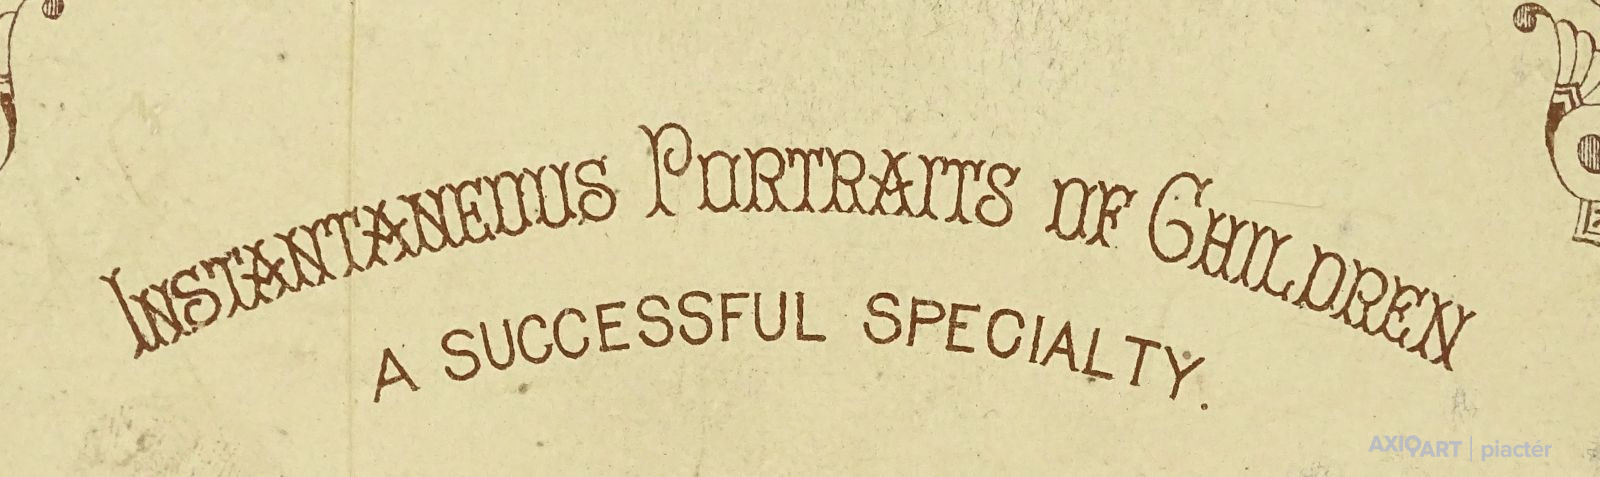 INSTANTANEOUS PORTRAITS OF CHILDREN
A SUCCESSFUL SPECIALTY.
AXIOART | piactér